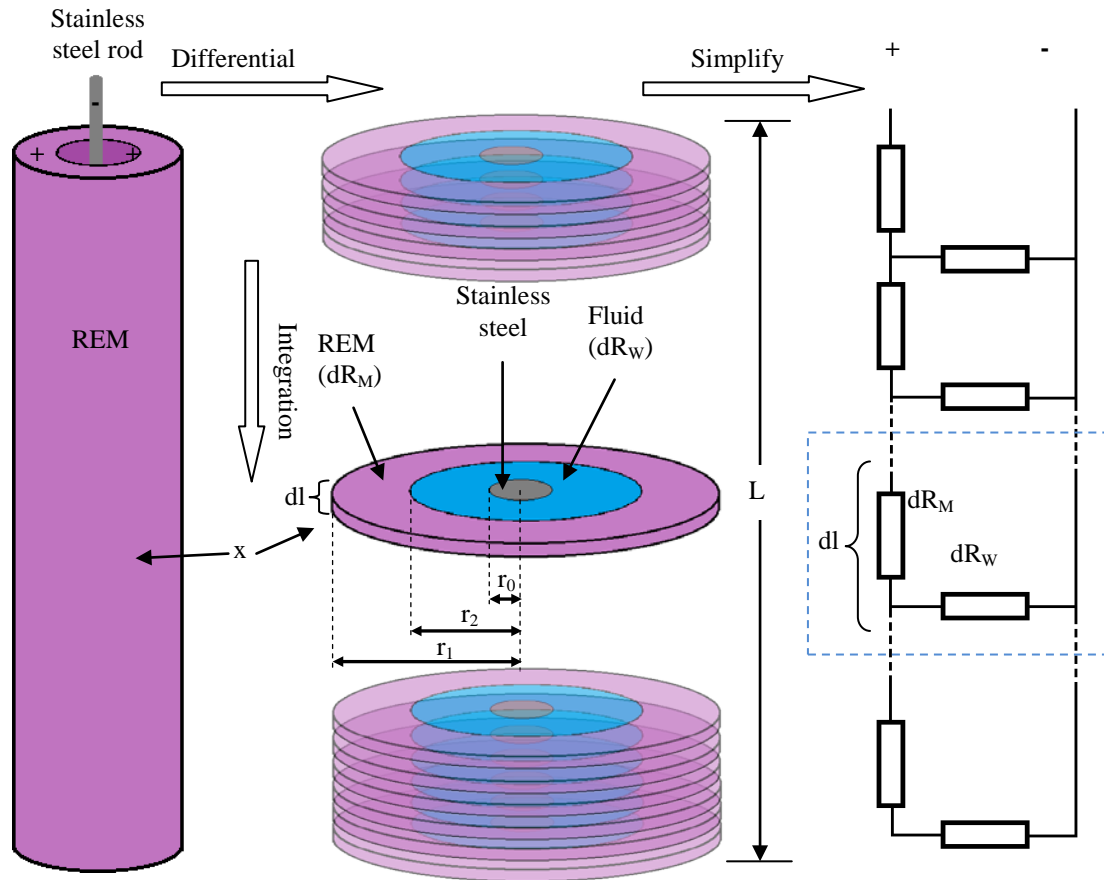 Stainless
steel rod
Differential
Simplify
+
-
-
+
+
REM
Integration
Stainless
steel
Fluid
(dR_W)
REM
(dR_M)
dl
x
r_0
r_2
r_1
L
dR_M
dl
dR_W